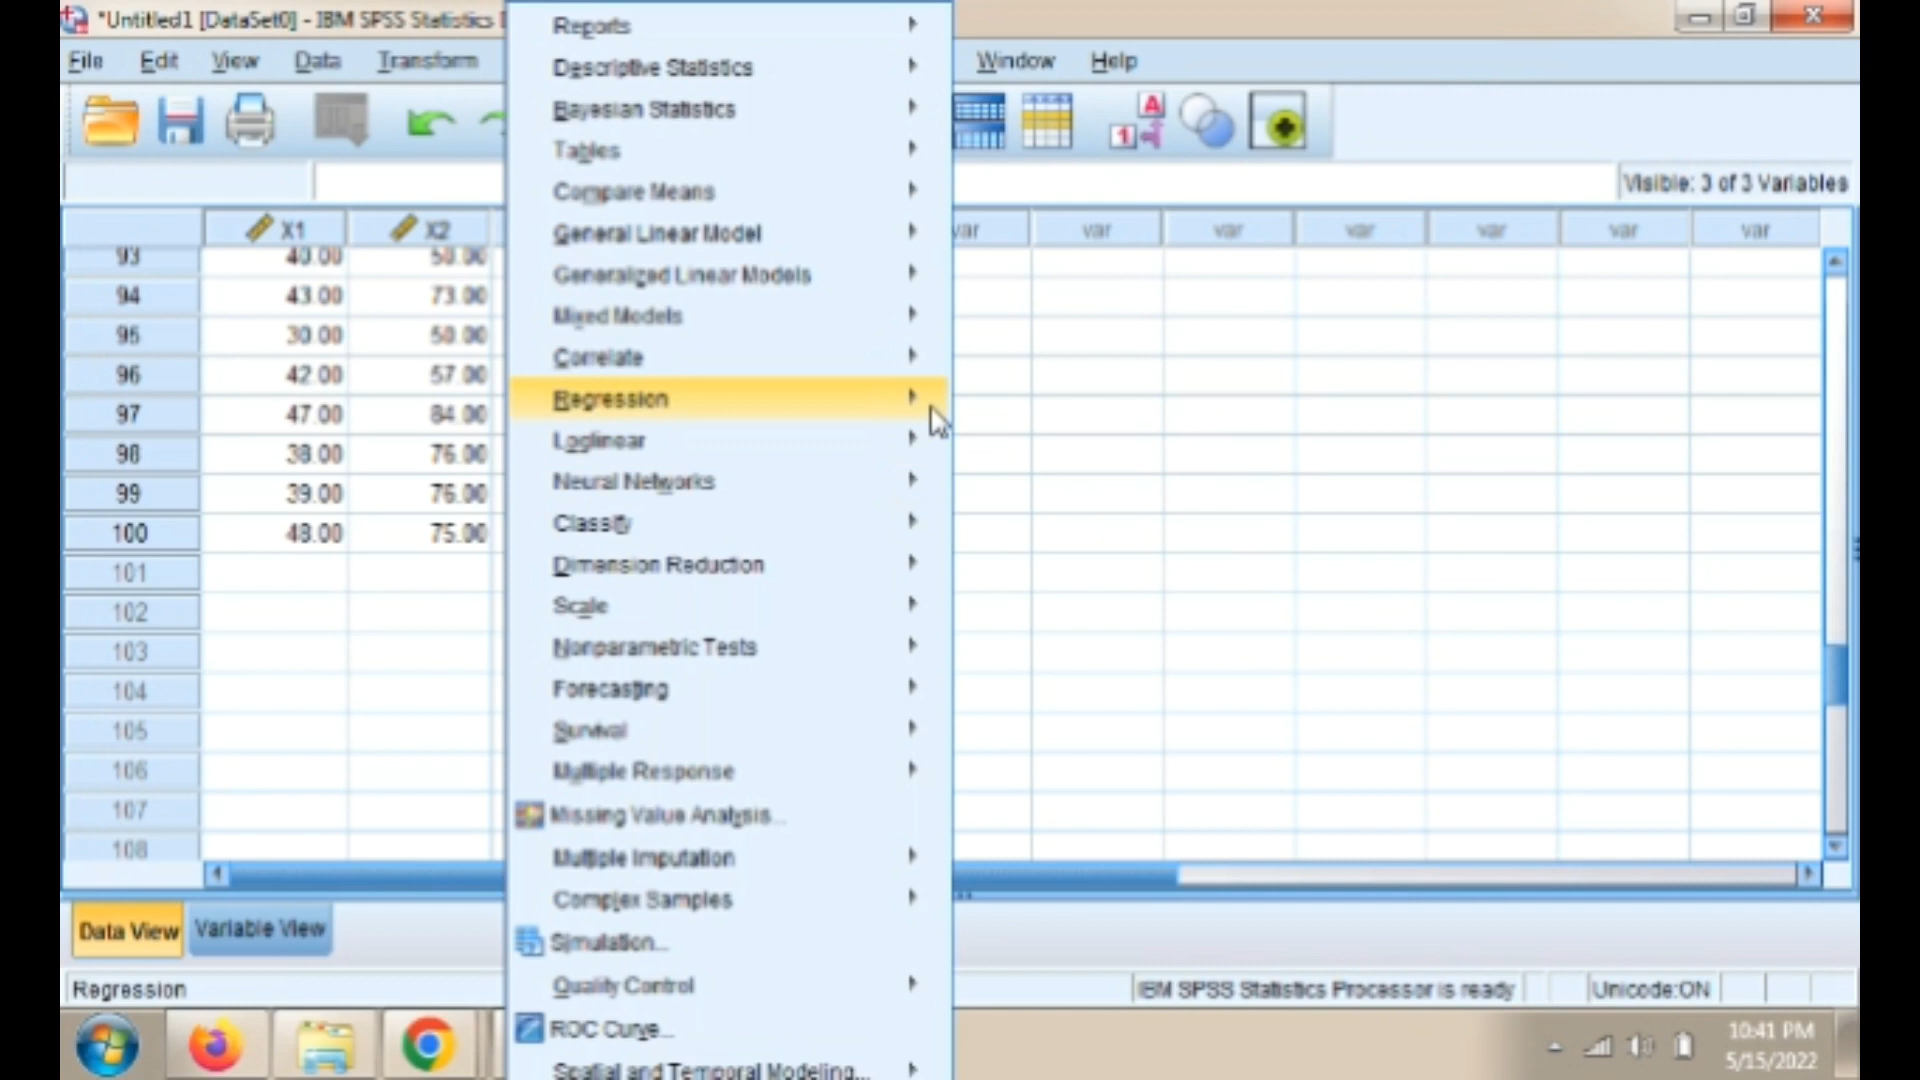 *Untitled1 [DataSet0] - IBM SPSS Statistics
File Edit View Data Transform Window Help
Visible: 3 of 3 Variables
X1 X2 var var var var var var var
93 40.00 50.00
94 43.00 73.00
95 30.00 50.00
96 42.00 57.00
97 47.00 84.00
98 38.00 76.00
99 39.00 76.00
100 48.00 75.00
101
102
103
104
105
106
107
108
Reports
Descriptive Statistics
Bayesian Statistics
Tables
Compare Means
General Linear Model
Generalized Linear Models
Mixed Models
Correlate
Regression
Loglinear
Neural Networks
Classify
Dimension Reduction
Scale
Nonparametric Tests
Forecasting
Survival
Multiple Response
Missing Value Analysis...
Multiple Imputation
Complex Samples
Simulation...
Quality Control
ROC Curve...
Spatial and Temporal Modeling...
Data View Variable View
Regression
IBM SPSS Statistics Processor is ready Unicode:ON
10:41 PM
5/15/2022